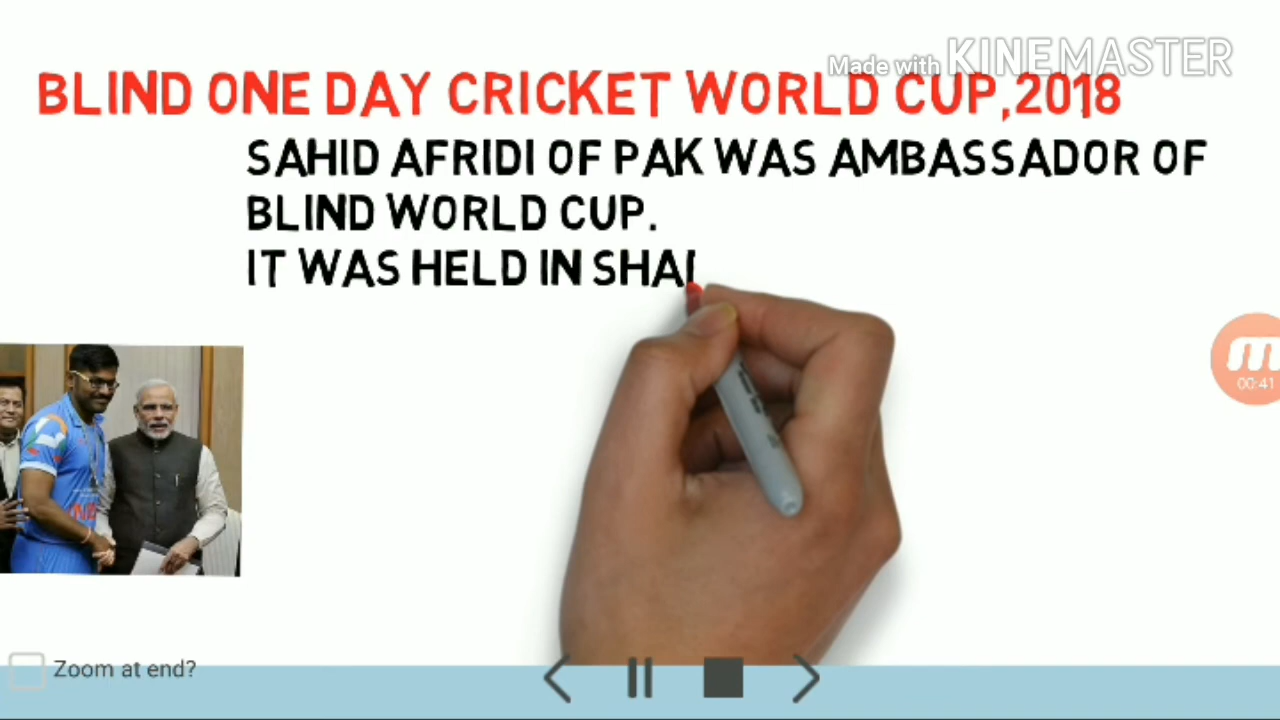 Made with KINEMASTER
BLIND ONE DAY CRICKET WORLD CUP,2018
SAHID AFRIDI OF PAK WAS AMBASSADOR OF
BLIND WORLD CUP.
IT WAS HELD IN
00:41
Zoom at end?